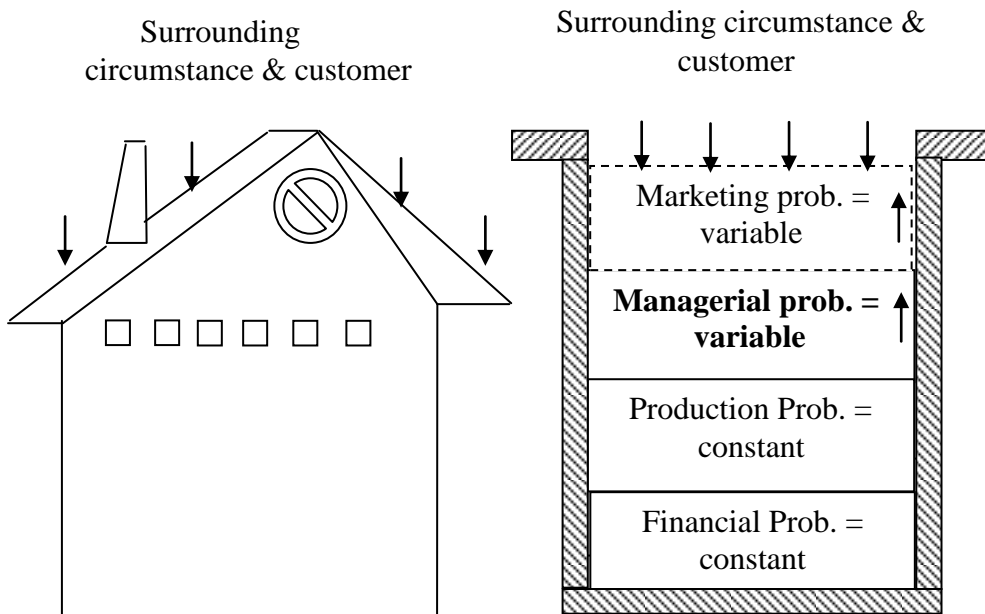 Surrounding
circumstance & customer
Surrounding circumstance &
customer
Marketing prob. =
variable
Managerial prob. =
variable
Production Prob. =
constant
Financial Prob. =
constant